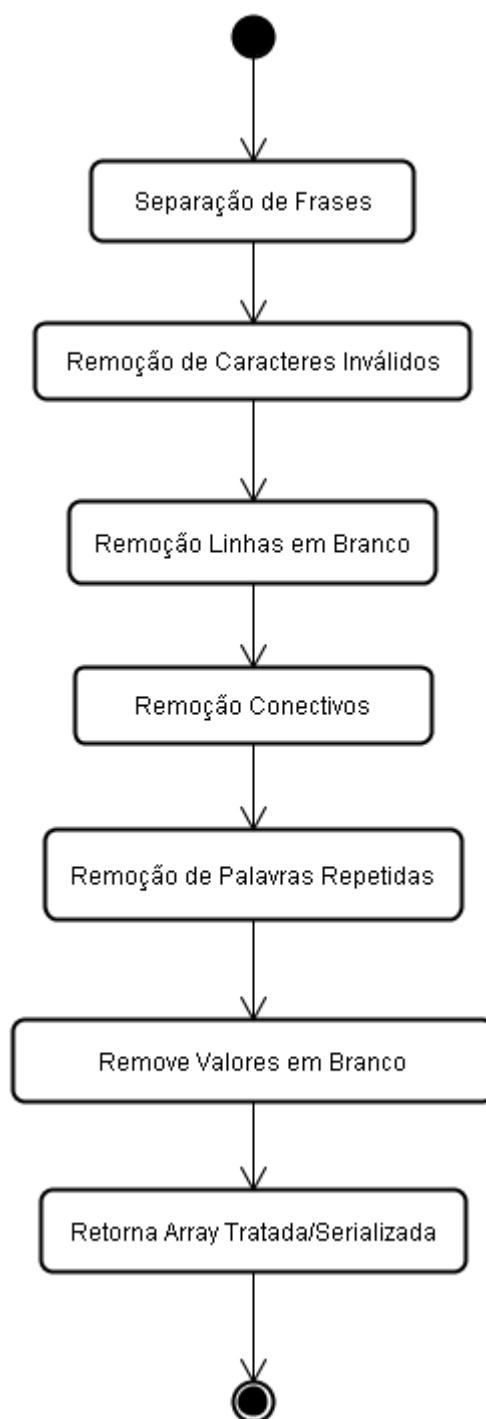 Separação de Frases
Remoção de Caracteres Inválidos
Remoção Linhas em Branco
Remoção Conectivos
Remoção de Palavras Repetidas
Remove Valores em Branco
Retorna Array Tratada/Serializada